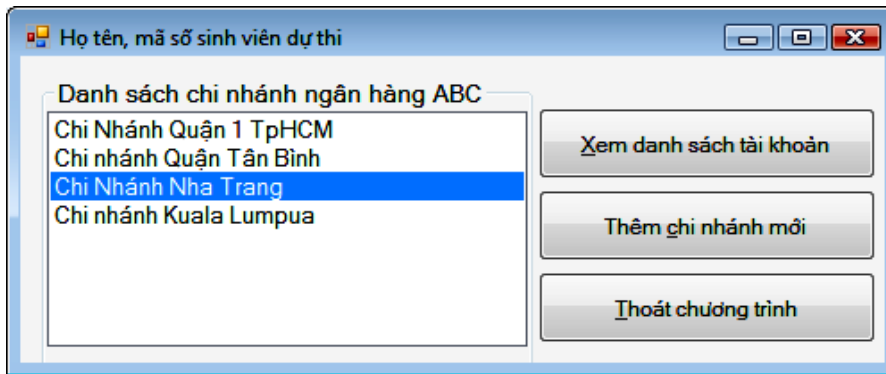 Họ tên, mã số sinh viên dự thi
Danh sách chi nhánh ngân hàng ABC
Chi Nhánh Quận 1 TpHCM
Chi nhánh Quận Tân Bình
Chi Nhánh Nha Trang
Chi nhánh Kuala Lumpua
Xem danh sách tài khoản
Thêm chi nhánh mới
Thoát chương trình